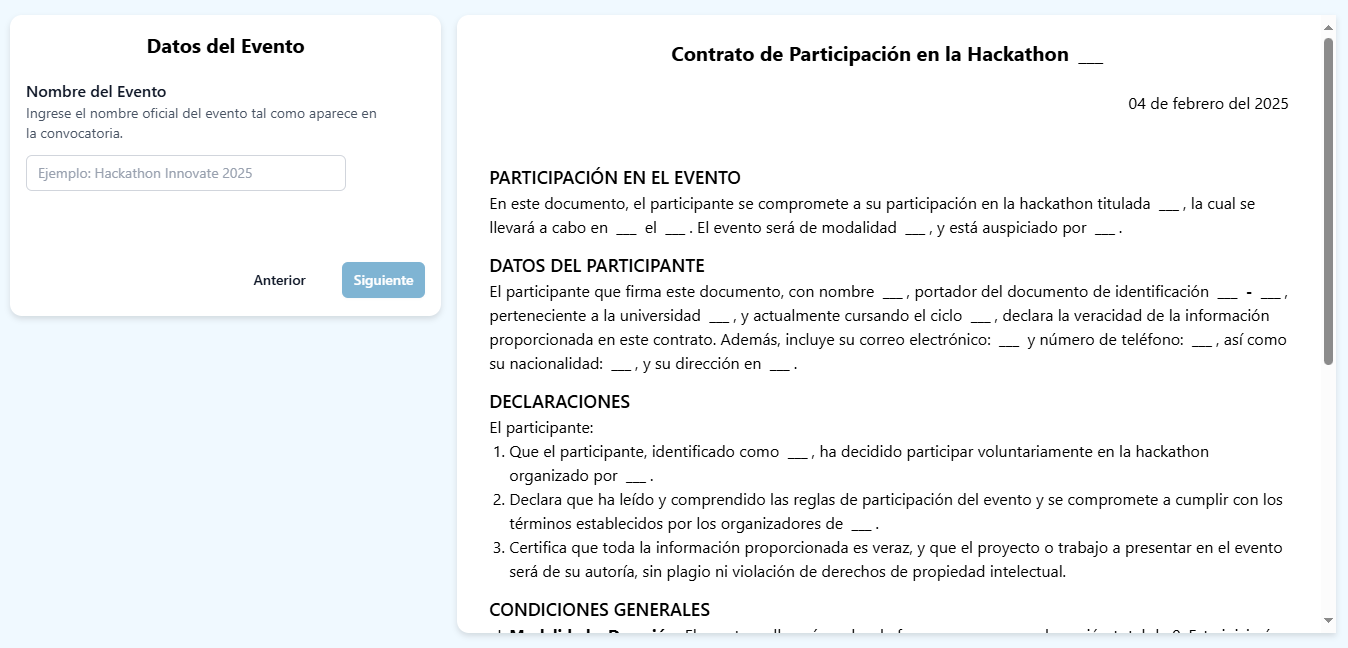 Datos del Evento
Nombre del Evento
Ingrese el nombre oficial del evento tal como aparece en
la convocatoria.
Ejemplo: Hackathon Innovate 2025
Anterior
Siguiente
Contrato de Participación en la Hackathon ___
04 de febrero del 2025
PARTICIPACIÓN EN EL EVENTO
En este documento, el participante se compromete a su participación en la hackathon titulada ___ , la cual se
llevará a cabo en ___ el ___ . El evento será de modalidad ___ , y está auspiciado por ___ .
DATOS DEL PARTICIPANTE
El participante que firma este documento, con nombre ___ , portador del documento de identificación ___ - ___ ,
perteneciente a la universidad ___ , y actualmente cursando el ciclo ___ , declara la veracidad de la información
proporcionada en este contrato. Además, incluye su correo electrónico: ___ y número de teléfono: ___ , así como
su nacionalidad: ___ , y su dirección en ___ .
DECLARACIONES
El participante:
1. Que el participante, identificado como ___ , ha decidido participar voluntariamente en la hackathon
organizado por ___ .
2. Declara que ha leído y comprendido las reglas de participación del evento y se compromete a cumplir con los
términos establecidos por los organizadores de ___ .
3. Certifica que toda la información proporcionada es veraz, y que el proyecto o trabajo a presentar en el evento
será de su autoría, sin plagio ni violación de derechos de propiedad intelectual.
CONDICIONES GENERALES